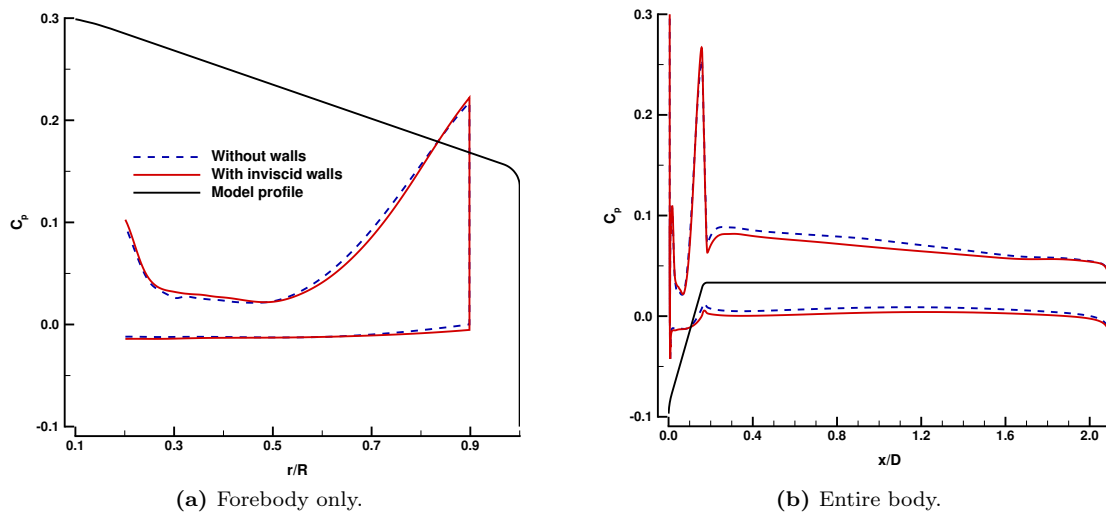 0.3
0.2
0.1
0.0
-0.1
C_p
Without walls
With inviscid walls
Model profile
0.1 0.3 0.5 0.7 0.9
r/R
(a) Forebody only.
0.3
0.2
0.1
0.0
-0.1
C_p
0.0 0.4 0.8 1.2 1.6 2.0
x/D
(b) Entire body.